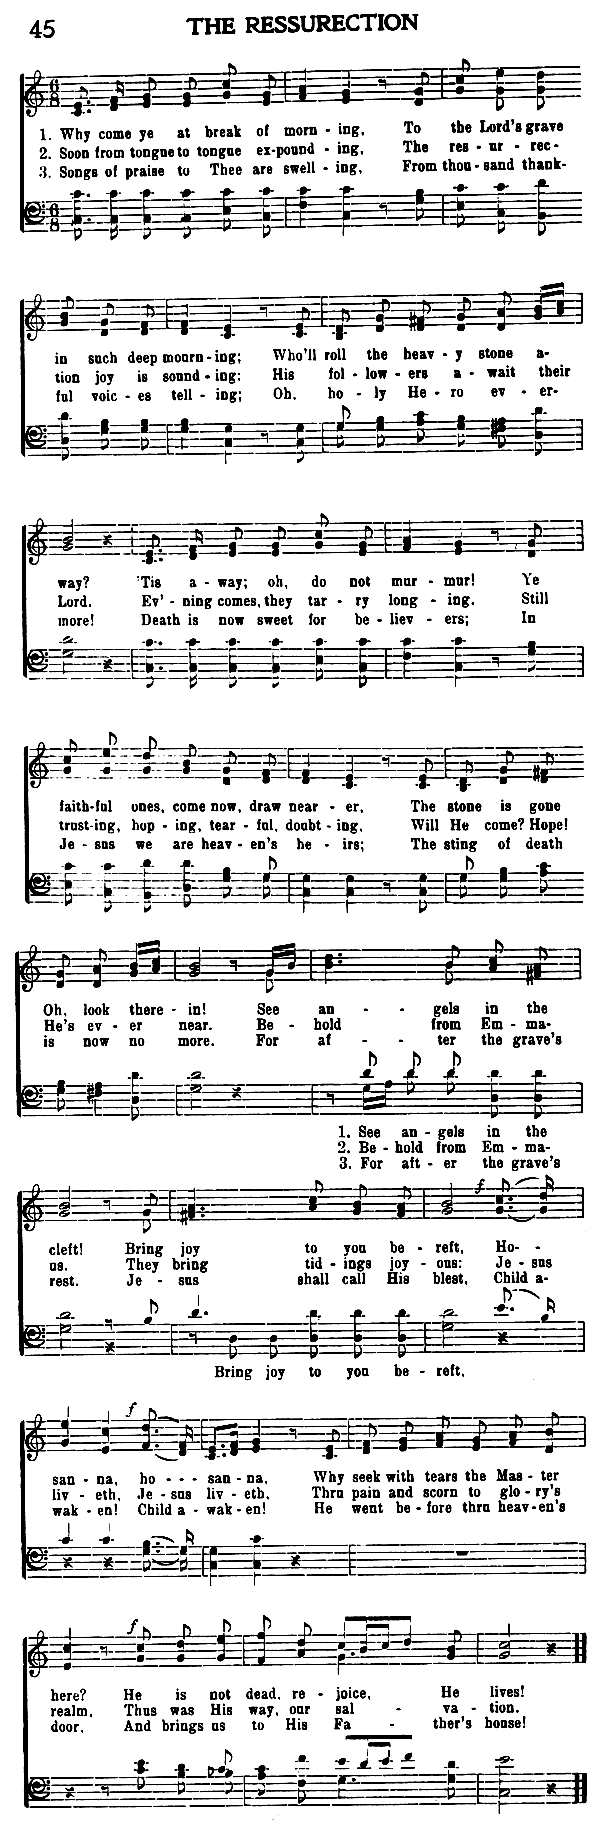 45 THE RESSURECTION
1. Why come ye at break of morn - ing, To the Lord's grave
2. Soon from tongue to tongue ex-pound - ing, The res - ur - rec-
3. Songs of praise to Thee are swell - ing, From thou - sand thank-
in such deep mourn - ing; Who'll roll the heav - y stone a-
tion joy is sound - ing; His fol - low - ers a - wait their
ful voic - es tell - ing; Oh, ho - ly He - ro ev - er-
way? 'Tis a - way; oh, do not mur - mur! Ye
Lord. Ev' - ning comes, they tar - ry long - ing. Still
more! Death is now sweet for be - liev - ers; In
faith-ful ones, come now, draw near - er, The stone is gone
trust-ing, hop - ing, tear - ful, doubt - ing, Will He come? Hope!
Je - sus we are heav - en's he - irs; The sting of death
Oh, look there - in! See an - - gels in the
He's ev - er near. Be - hold from Em - ma-
is now no more. For af - - ter the grave's
1. See an - gels in the
2. Be - hold from Em - ma-
3. For aft - er the grave's
f
cleft! Bring joy to you be - reft, Ho- -
us. They bring tid - ings joy - ous: Je - sus
rest. Je - sus shall call His blest, Child a-
Bring joy to you be - reft,
f
san - na, ho - - - san - na, Why seek with tears the Mas - ter
liv - eth, Je - sus liv - eth, Thru pain and scorn to glo - ry's
wak - en! Child a - wak - en! He went be - fore thru heav - en's
f
here? He is not dead, re - joice, He lives!
realm, Thus was His way, our sal - va - tion.
door, And brings us to His Fa - ther's house!